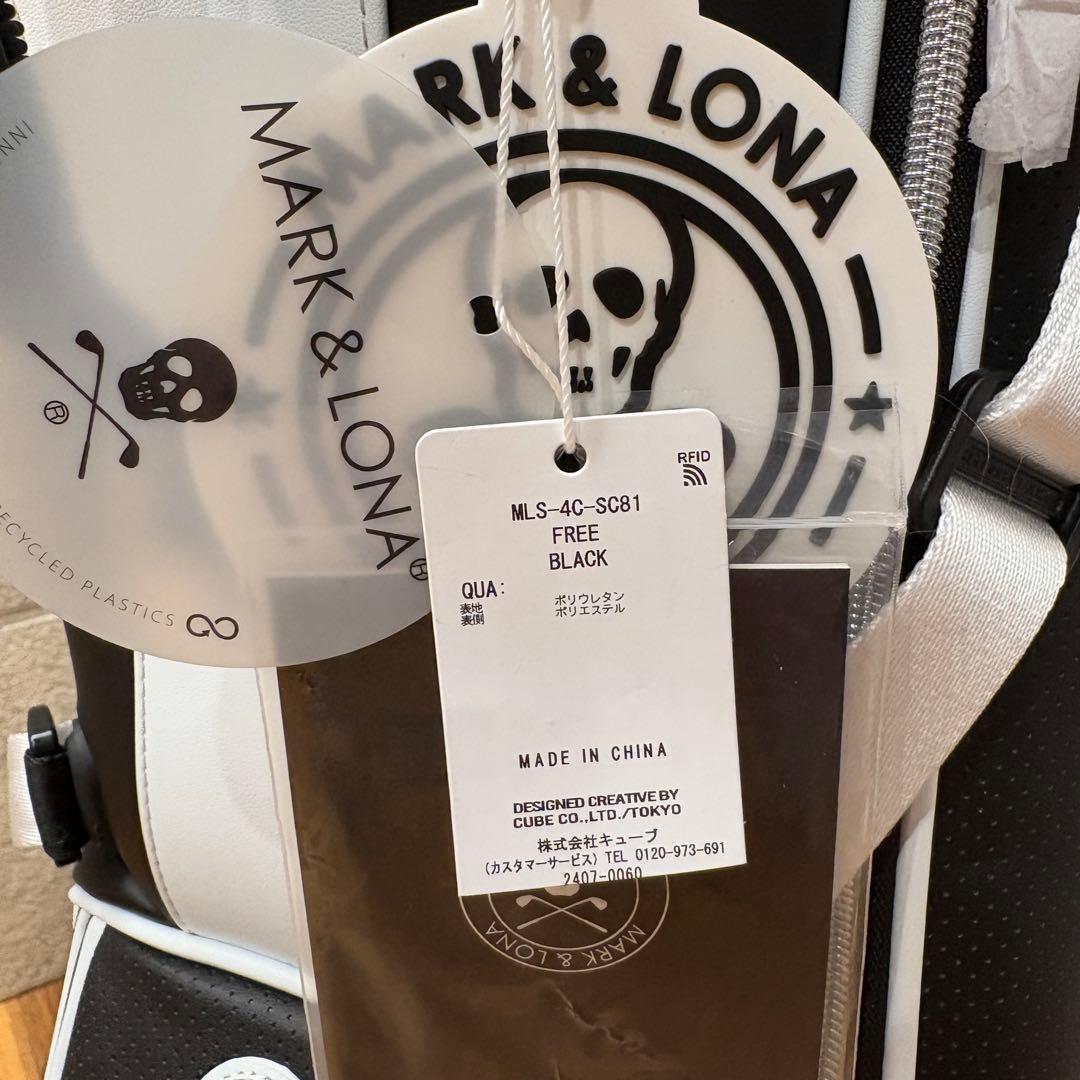 MARK & LONA
MARK & LONA
®
®
RECYCLED PLASTICS
RFID
MLS-4C-SC81
FREE
BLACK
QUA:
表地 ポリウレタン
表側 ポリエステル
MADE IN CHINA
DESIGNED CREATIVE BY
CUBE CO.,LTD./TOKYO
株式会社キューブ
(カスタマーサービス) TEL 0120-973-691
2407-0060
MARK & LONA